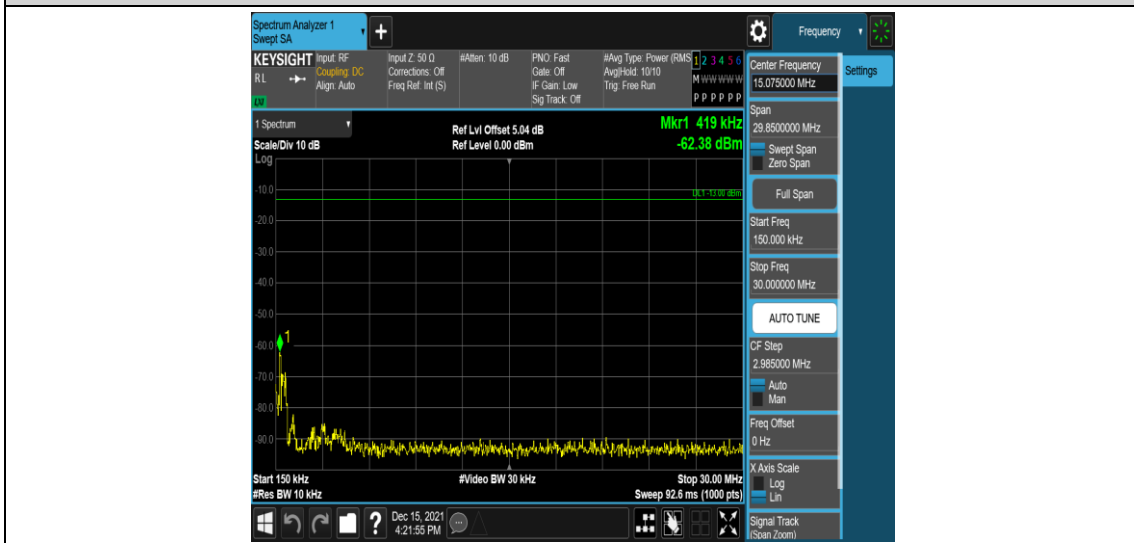 Spectrum Analyzer 1
Swept SA
+
Frequency
KEYSIGHT
RL
LXI
Input: RF
Coupling: DC
Align: Auto
Input Z: 50 Ω
Corrections: Off
Freq Ref: Int (S)
#Atten: 10 dB
PNO: Fast
Gate: Off
IF Gain: Low
Sig Track: Off
#Avg Type: Power (RMS
Avg|Hold: 10/10
Trig: Free Run
1 2 3 4 5 6
M W W W W W
P P P P P P
1 Spectrum
Scale/Div 10 dB
Ref Lvl Offset 5.04 dB
Ref Level 0.00 dBm
Mkr1 419 kHz
-62.38 dBm
Log
DL1 -13.00 dBm
-10.0
-20.0
-30.0
-40.0
-50.0
-60.0
-70.0
-80.0
-90.0
1
Start 150 kHz
#Video BW 30 kHz
Stop 30.00 MHz
#Res BW 10 kHz
Sweep 92.6 ms (1000 pts)
Center Frequency
15.075000 MHz
Settings
Span
29.8500000 MHz
Swept Span
Zero Span
Full Span
Start Freq
150.000 kHz
Stop Freq
30.000000 MHz
AUTO TUNE
CF Step
2.985000 MHz
Auto
Man
Freq Offset
0 Hz
X Axis Scale
Log
Lin
Signal Track
(Span Zoom)
?
Dec 15, 2021
4:21:55 PM